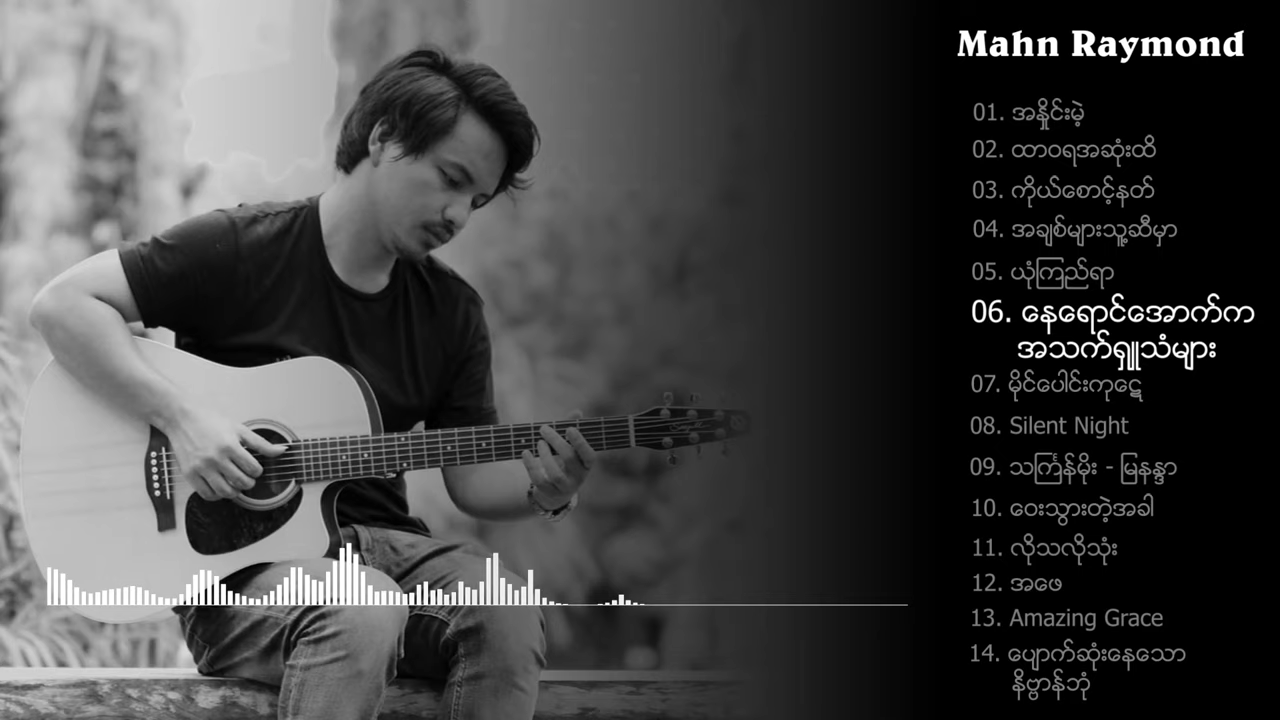 Mahn Raymond
01. အနှိုင်းမဲ့
02. ထာဝရအဆုံးထိ
03. ကိုယ်စောင့်နတ်
04. အချစ်များသူ့ဆီမှာ
05. ယုံကြည်ရာ
06. နေရောင်အောက်က
အသက်ရှူသံများ
07. မိုင်ပေါင်းကုဋေ
08. Silent Night
09. သင်္ကြန်မိုး - မြနန္ဒာ
10. ဝေးသွားတဲ့အခါ
11. လိုသလိုသုံး
12. အဖေ
13. Amazing Grace
14. ပျောက်ဆုံးနေသော
နိဗ္ဗာန်ဘုံ